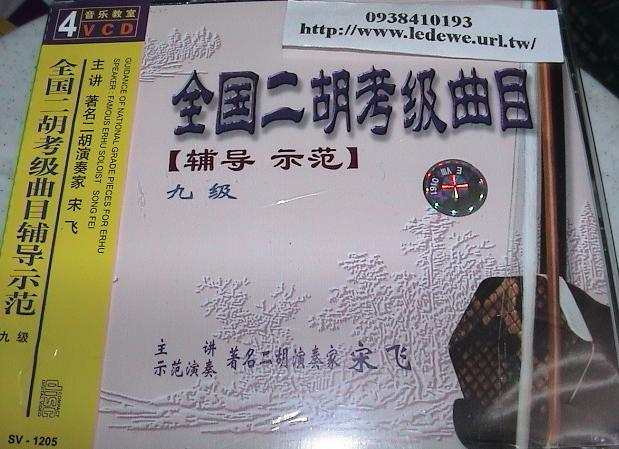 0938410193
http://www.ledewe.url.tw/
4
音乐教室
VCD
全国二胡考级曲目辅导示范
九级
主讲 著名二胡演奏家 宋飞
GUIDANCE OF NATIONAL GRADE PIECES FOR ERHU
SPEAKER: FAMOUS ERHU SOLOIST SONG FEI
SV-1205
全国二胡考级曲目
【辅导 示范】
九级
主讲
示范演奏 著名二胡演奏家 宋飞